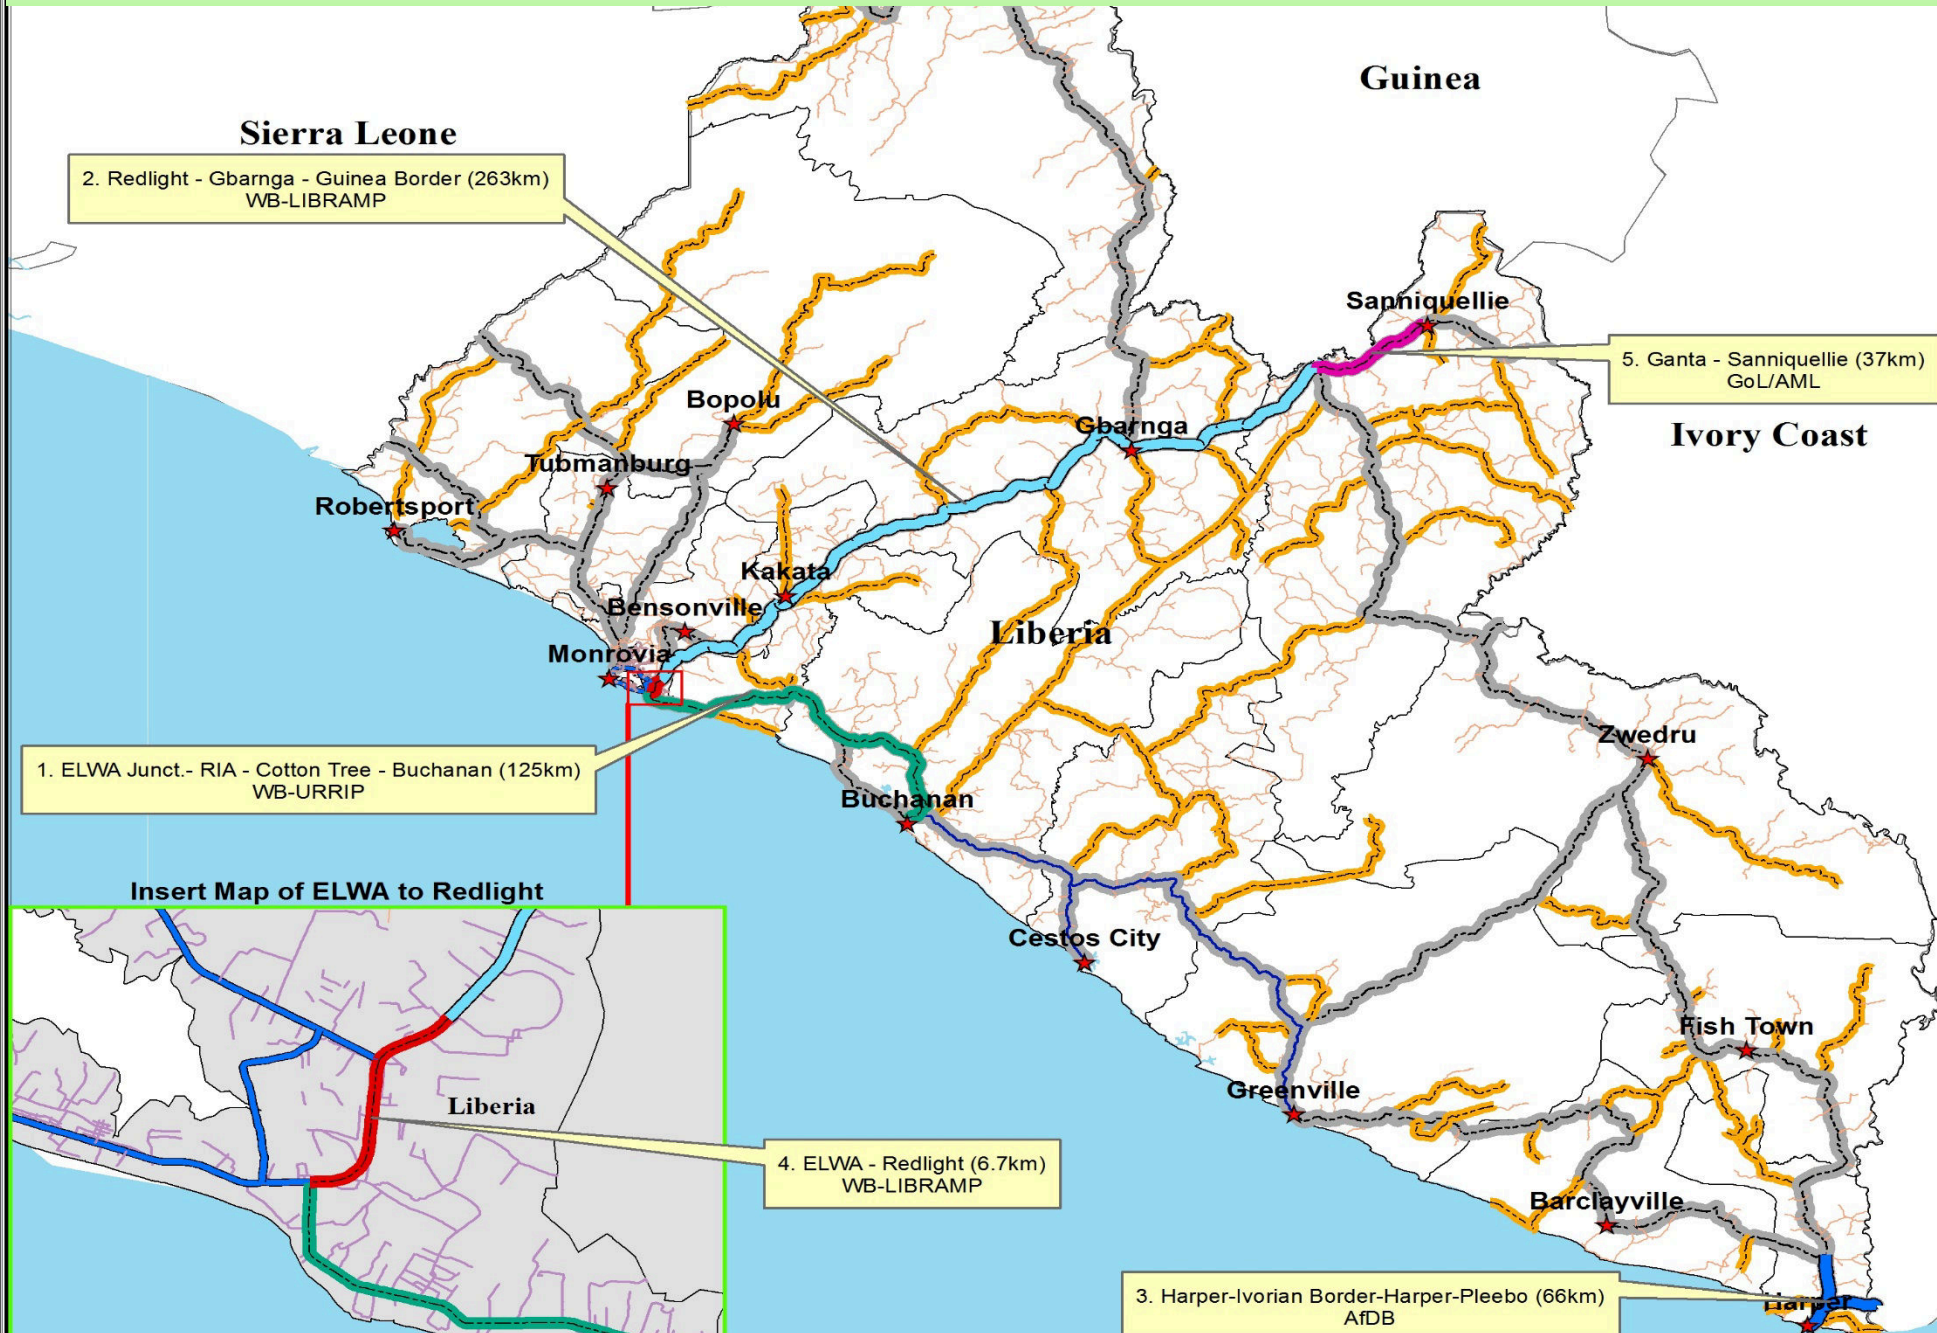 Guinea
Sierra Leone
2. Redlight - Gbarnga - Guinea Border (263km)
WB-LIBRAMP
Sanniquellie
5. Ganta - Sanniquellie (37km)
GoL/AML
Bopolu
Gbarnga
Ivory Coast
Tubmanburg
Robertsport
Kakata
Bensonville
Liberia
Monrovia
Zwedru
1. ELWA Junct.- RIA - Cotton Tree - Buchanan (125km)
WB-URRIP
Buchanan
Insert Map of ELWA to Redlight
Cestos City
Fish Town
Greenville
Liberia
4. ELWA - Redlight (6.7km)
WB-LIBRAMP
Barclayville
3. Harper-Ivorian Border-Harper-Pleebo (66km)
AfDB
Harper